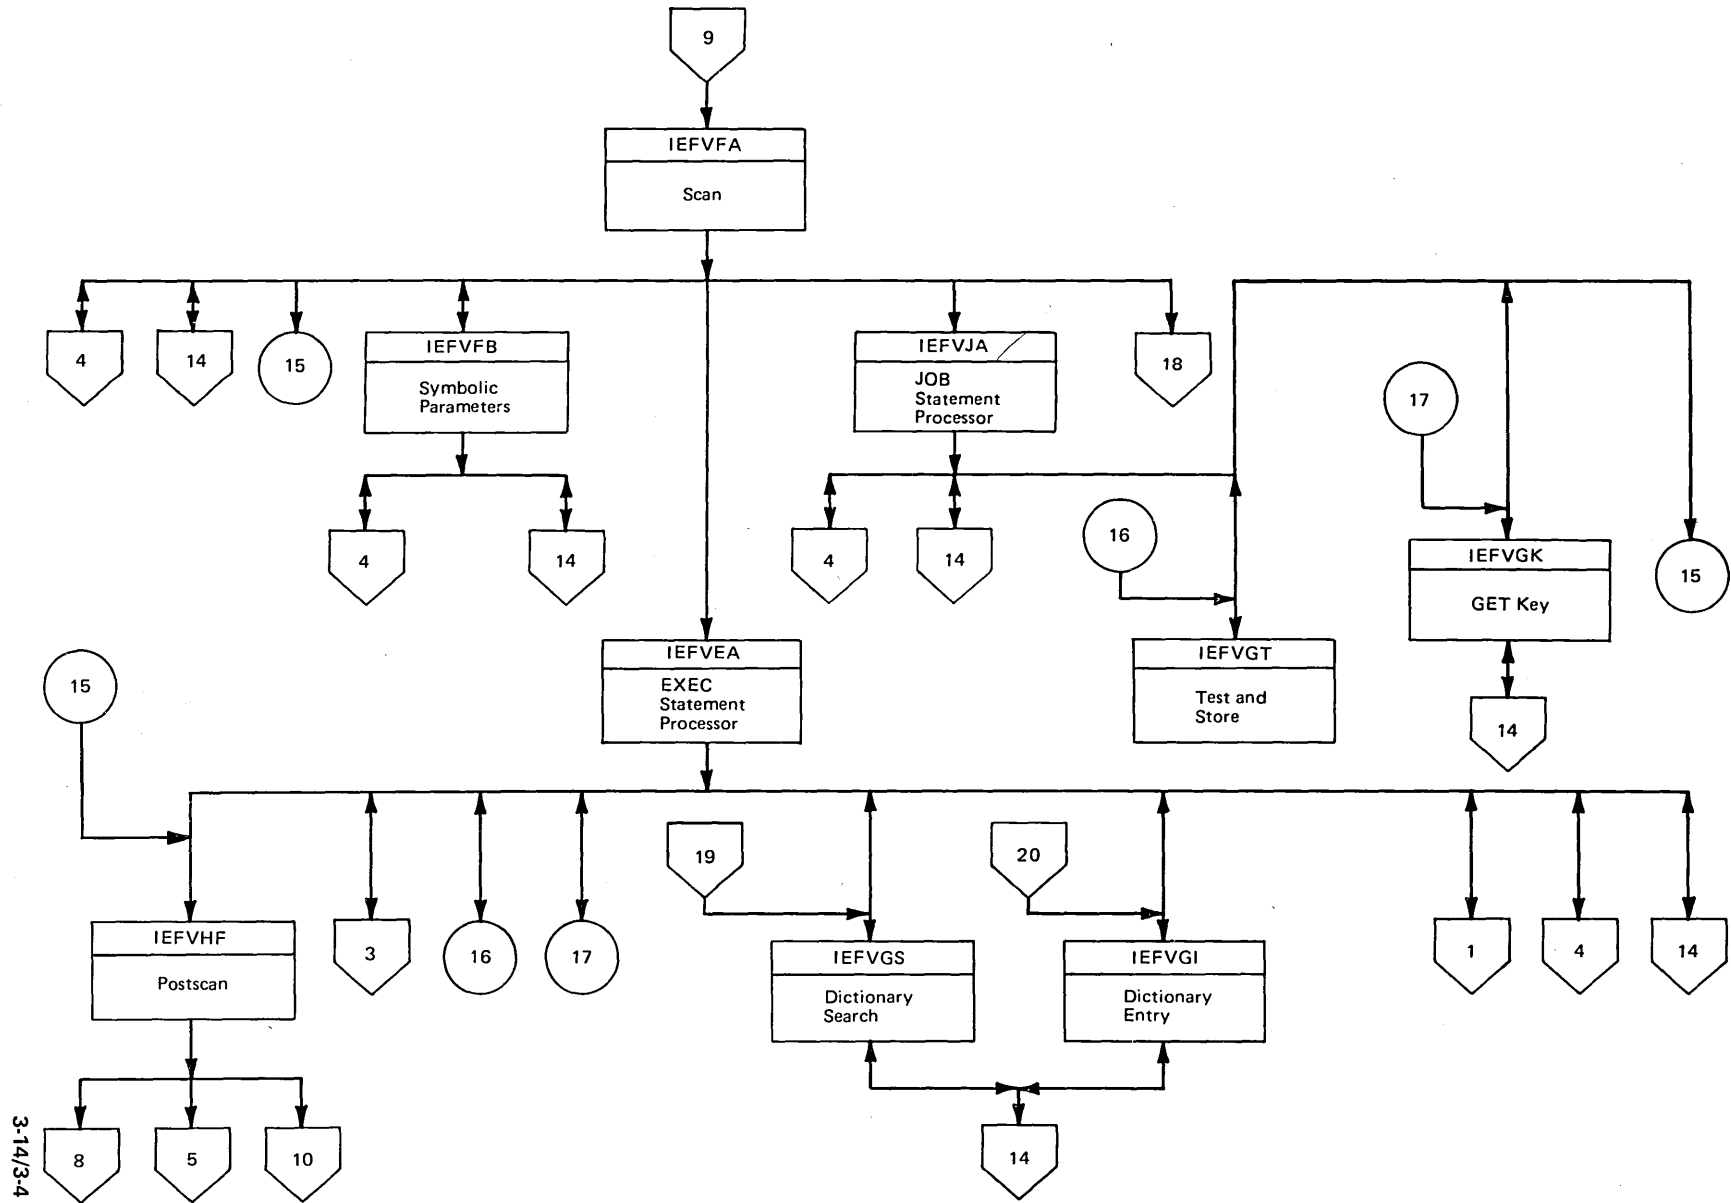 9
IEFVFA
Scan
4
14
15
IEFVFB
Symbolic
Parameters
IEFVJA
JOB
Statement
Processor
18
17
4
14
4
14
16
IEFVGK
GET Key
15
15
IEFVEA
EXEC
Statement
Processor
IEFVGT
Test and
Store
14
19
20
IEFVHF
Postscan
3
16
17
IEFVGS
Dictionary
Search
IEFVGI
Dictionary
Entry
1
4
14
8
5
10
14
3-14/3-4